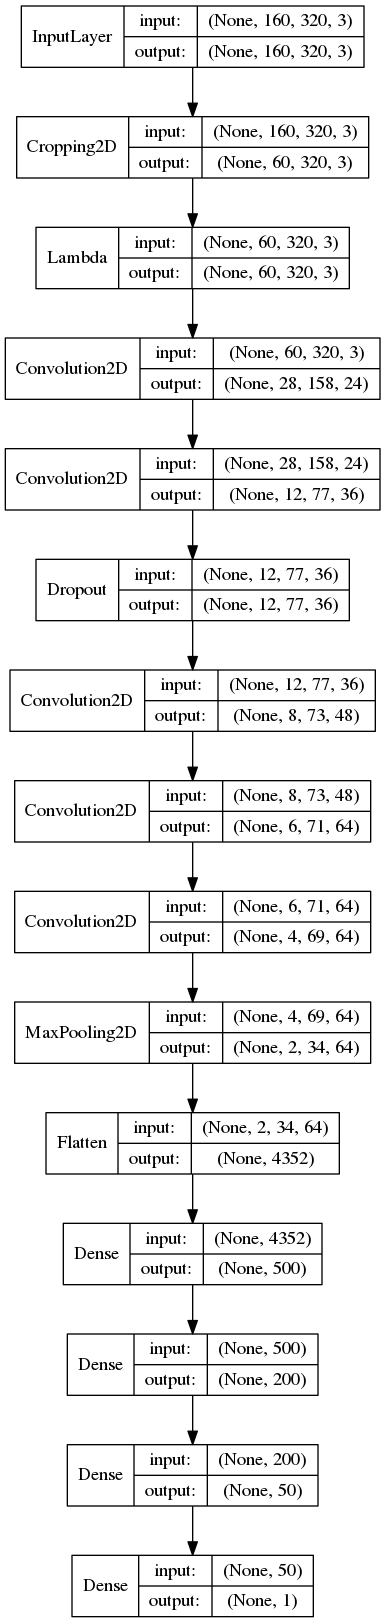 InputLayer
input: (None, 160, 320, 3)
output: (None, 160, 320, 3)
Cropping2D
input: (None, 160, 320, 3)
output: (None, 60, 320, 3)
Lambda
input: (None, 60, 320, 3)
output: (None, 60, 320, 3)
Convolution2D
input: (None, 60, 320, 3)
output: (None, 28, 158, 24)
Convolution2D
input: (None, 28, 158, 24)
output: (None, 12, 77, 36)
Dropout
input: (None, 12, 77, 36)
output: (None, 12, 77, 36)
Convolution2D
input: (None, 12, 77, 36)
output: (None, 8, 73, 48)
Convolution2D
input: (None, 8, 73, 48)
output: (None, 6, 71, 64)
Convolution2D
input: (None, 6, 71, 64)
output: (None, 4, 69, 64)
MaxPooling2D
input: (None, 4, 69, 64)
output: (None, 2, 34, 64)
Flatten
input: (None, 2, 34, 64)
output: (None, 4352)
Dense
input: (None, 4352)
output: (None, 500)
Dense
input: (None, 500)
output: (None, 200)
Dense
input: (None, 200)
output: (None, 50)
Dense
input: (None, 50)
output: (None, 1)